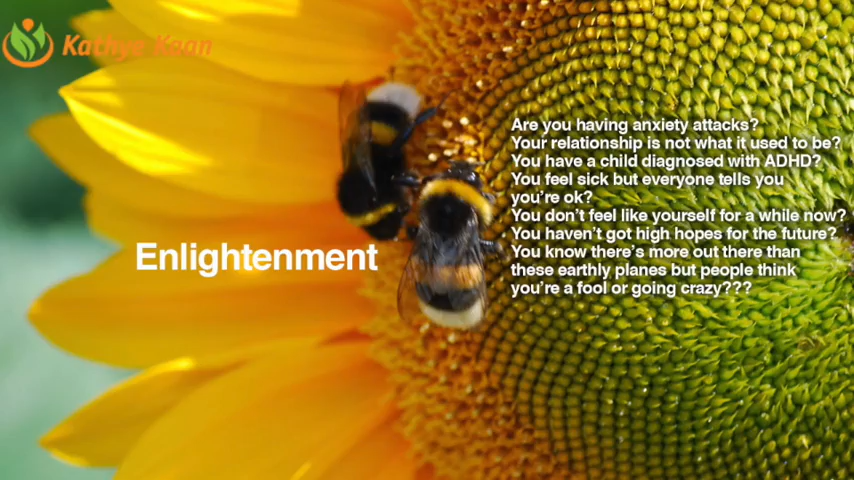 Kathye Kaan
Are you having anxiety attacks?
Your relationship is not what it used to be?
You have a child diagnosed with ADHD?
You feel sick but everyone tells you
you're ok?
You don't feel like yourself for a while now?
You haven't got high hopes for the future?
You know there's more out there than
these earthly planes but people think
you're a fool or going crazy???
Enlightenment